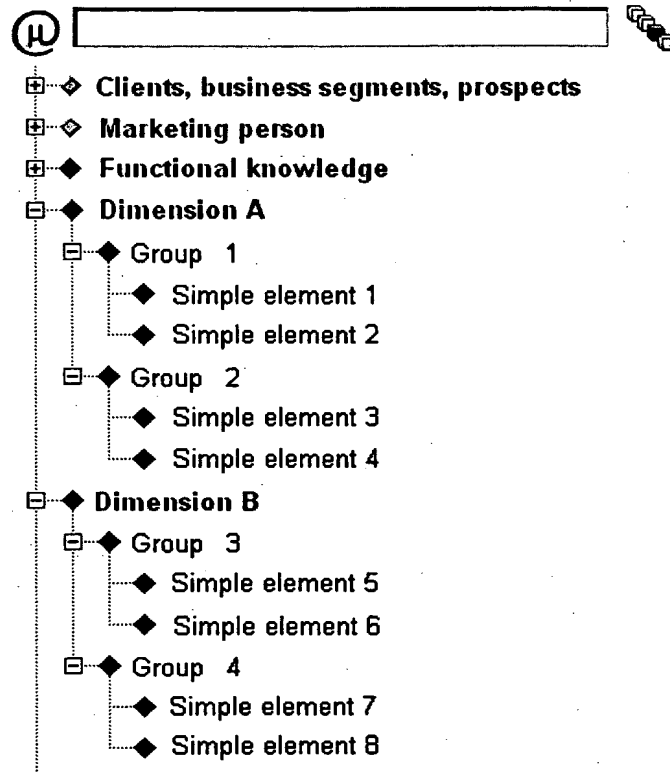 μ
Clients, business segments, prospects
Marketing person
Functional knowledge
Dimension A
Group 1
Simple element 1
Simple element 2
Group 2
Simple element 3
Simple element 4
Dimension B
Group 3
Simple element 5
Simple element 6
Group 4
Simple element 7
Simple element 8